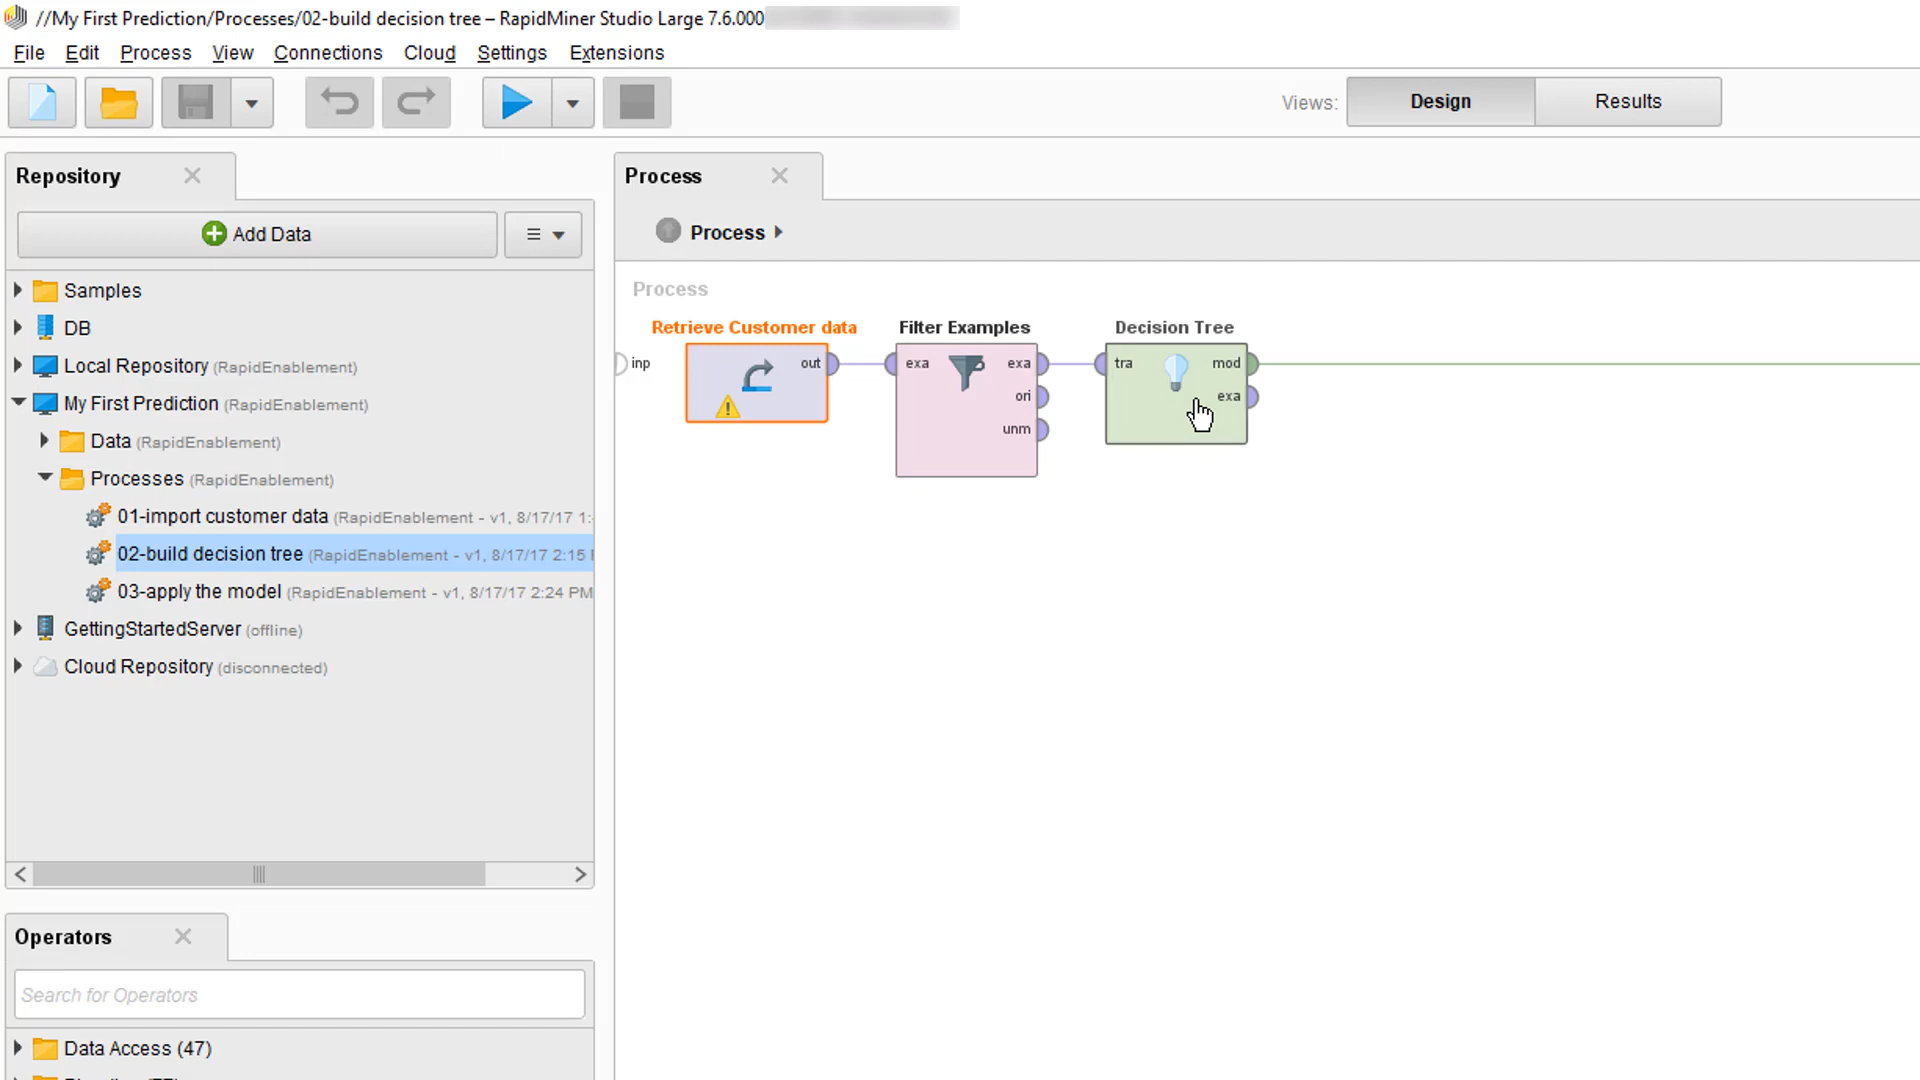 //My First Prediction/Processes/02-build decision tree – RapidMiner Studio Large 7.6.000
File Edit Process View Connections Cloud Settings Extensions
Views: Design Results
Repository
Process
Add Data
Process
Samples
Process
DB
Retrieve Customer data Filter Examples Decision Tree
Local Repository (RapidEnablement)
inp out exa exa tra mod
My First Prediction (RapidEnablement)
ori exa
Data (RapidEnablement)
unm
Processes (RapidEnablement)
01-import customer data (RapidEnablement - v1, 8/17/17 1:
02-build decision tree (RapidEnablement - v1, 8/17/17 2:15
03-apply the model (RapidEnablement - v1, 8/17/17 2:24 PM
GettingStartedServer (offline)
Cloud Repository (disconnected)
Operators
Search for Operators
Data Access (47)